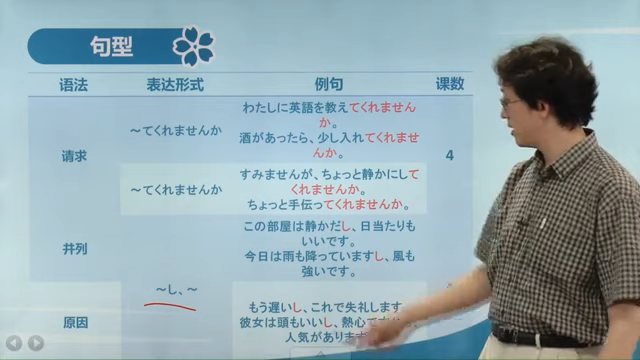 句型
语法 表达形式 例句 课数
请求
～てくれませんか
わたしに英語を教えてくれません
か。
酒があったら、少し入れてくれませ
んか。
4
～てくれませんか
すみませんが、ちょっと静かにして
くれませんか。
ちょっと手伝ってくれませんか。
并列
この部屋は静かだし、日当たりも
いいです。
今日は雨も降っていますし、風も
強いです。
～し、～
原因
もう遅いし、これで失礼します
彼女は頭もいいし、熱心で
人気があります